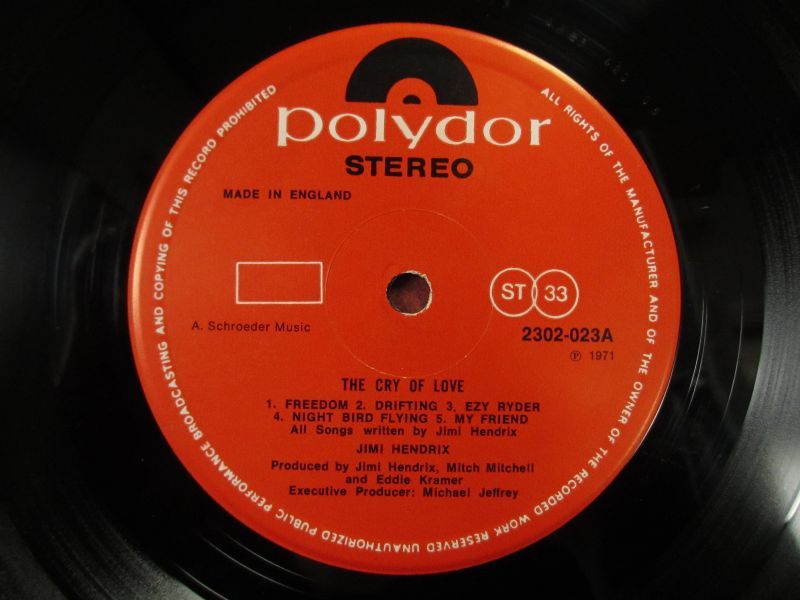 polydor
STEREO
MADE IN ENGLAND
ST 33
A. Schroeder Music
2302-023A
℗ 1971
THE CRY OF LOVE
1. FREEDOM 2. DRIFTING 3. EZY RYDER
4. NIGHT BIRD FLYING 5. MY FRIEND
All Songs written by Jimi Hendrix
JIMI HENDRIX
Produced by Jimi Hendrix, Mitch Mitchell
and Eddie Kramer
Executive Producer: Michael Jeffrey
ALL RIGHTS OF THE MANUFACTURER AND OF THE OWNER OF THE RECORDED WORK RESERVED UNAUTHORIZED PUBLIC PERFORMANCE BROADCASTING AND COPYING OF THIS RECORD PROHIBITED